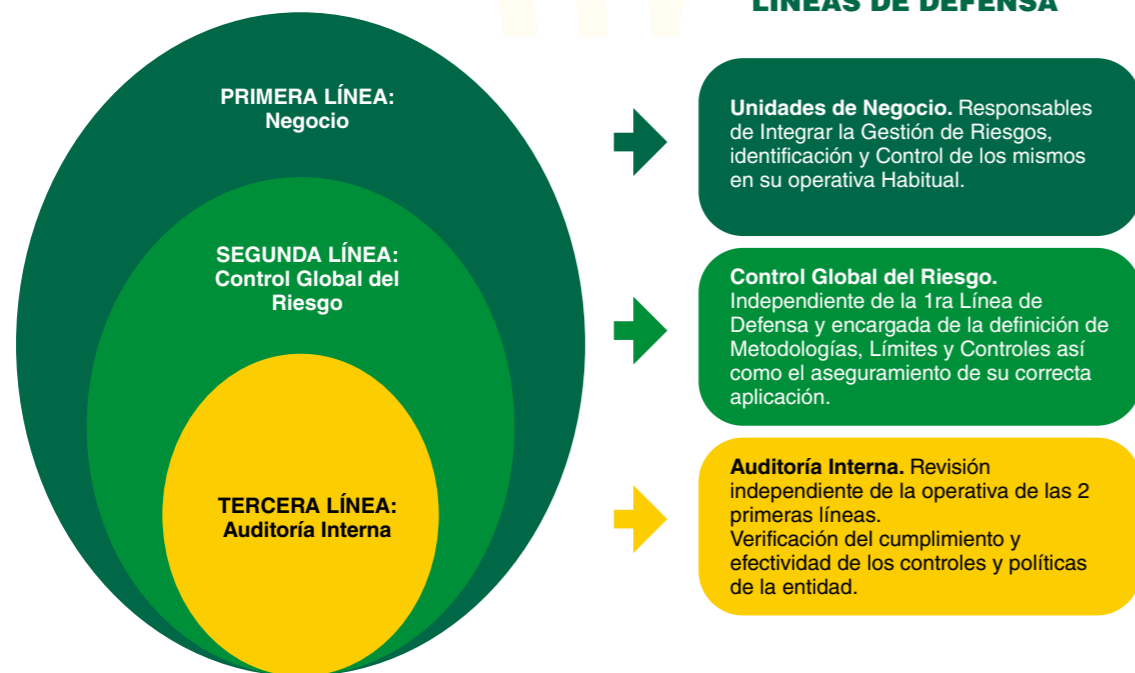 LÍNEAS DE DEFENSA
PRIMERA LÍNEA:
Negocio
Unidades de Negocio. Responsables
de Integrar la Gestión de Riesgos,
identificación y Control de los mismos
en su operativa Habitual.
SEGUNDA LÍNEA:
Control Global del
Riesgo
Control Global del Riesgo.
Independiente de la 1ra Línea de
Defensa y encargada de la definición de
Metodologías, Límites y Controles así
como el aseguramiento de su correcta
aplicación.
TERCERA LÍNEA:
Auditoría Interna
Auditoría Interna. Revisión
independiente de la operativa de las 2
primeras líneas.
Verificación del cumplimiento y
efectividad de los controles y políticas
de la entidad.